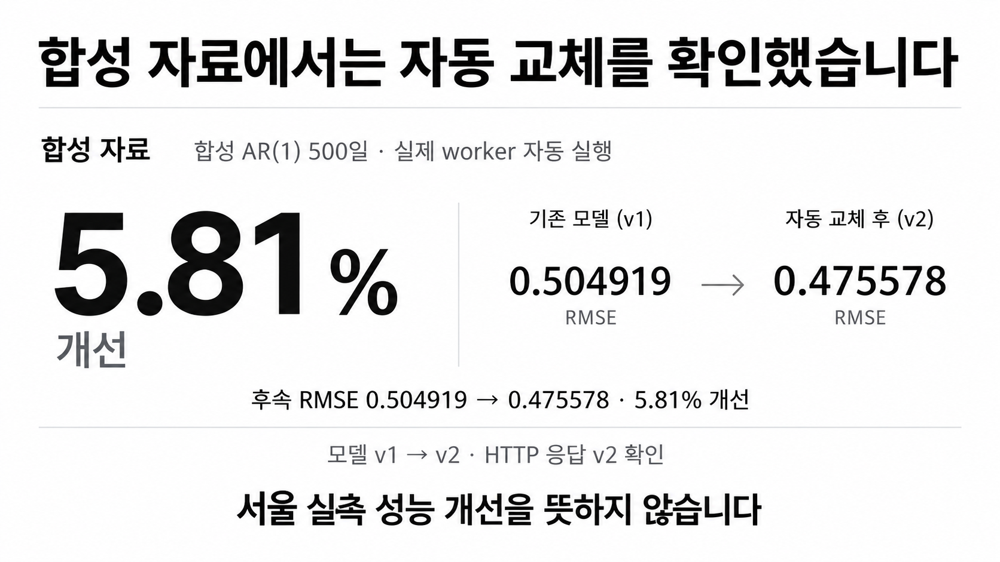 합성 자료에서는 자동 교체를 확인했습니다
합성 자료 합성 AR(1) 500일 · 실제 worker 자동 실행
5.81 %
개선
기존 모델 (v1) 자동 교체 후 (v2)
0.504919 → 0.475578
RMSE RMSE
후속 RMSE 0.504919 → 0.475578 · 5.81% 개선
모델 v1 → v2 · HTTP 응답 v2 확인
서울 실측 성능 개선을 뜻하지 않습니다